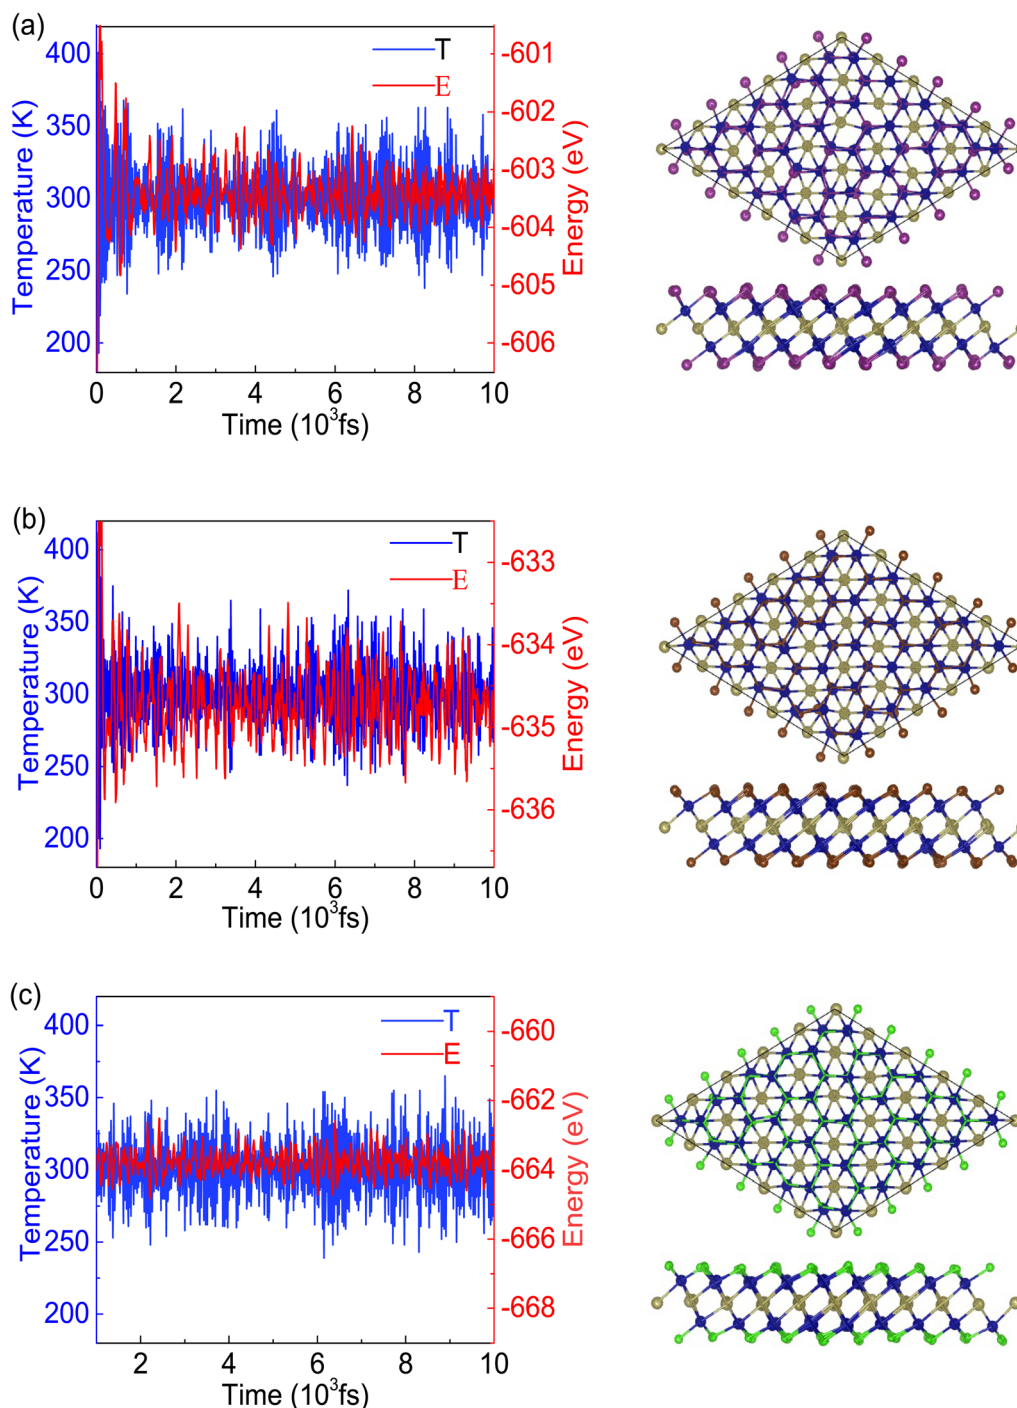 (a)
T
E
400
350
300
250
200
Temperature (K)
-601
-602
-603
-604
-605
-606
Energy (eV)
0 2 4 6 8 10
Time (10³fs)
(b)
T
E
400
350
300
250
200
Temperature (K)
-633
-634
-635
-636
Energy (eV)
0 2 4 6 8 10
Time (10³fs)
(c)
T
E
400
350
300
250
200
Temperature (K)
-660
-662
-664
-666
-668
Energy (eV)
2 4 6 8 10
Time (10³fs)